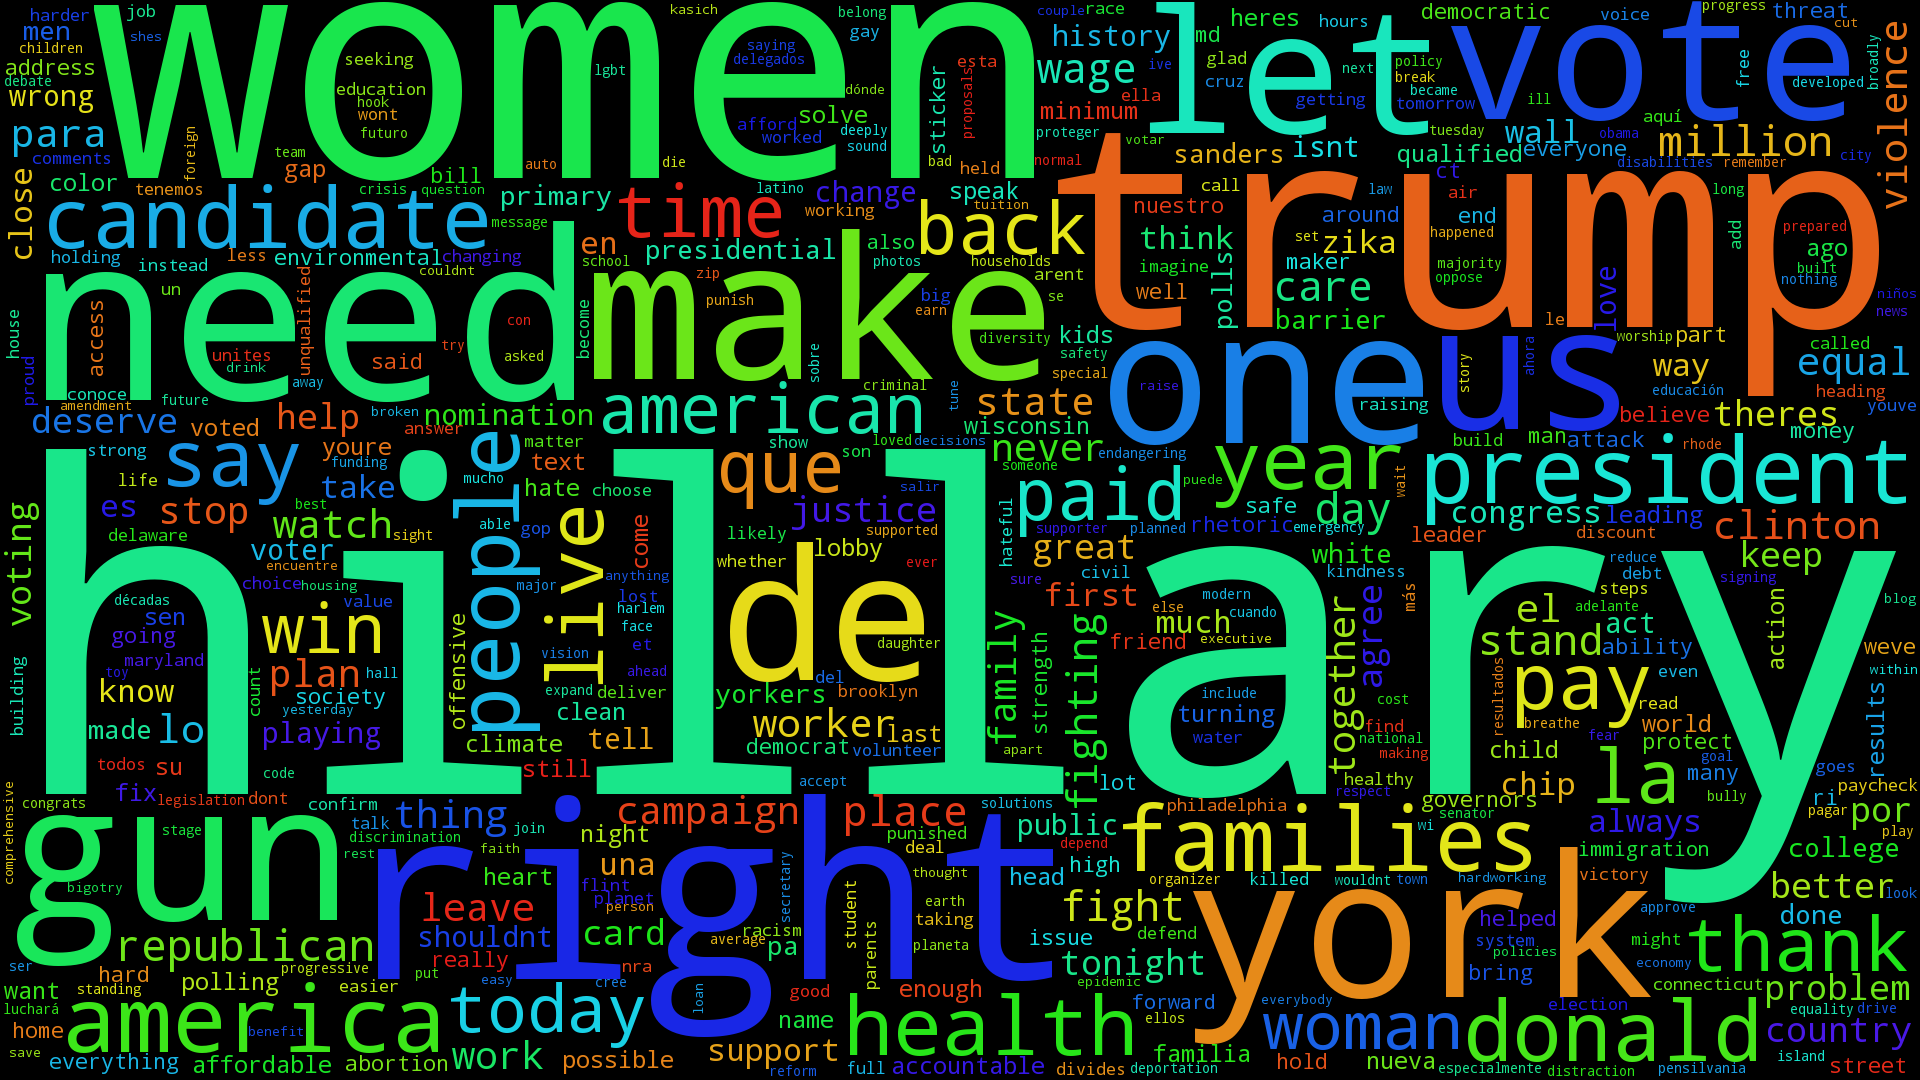 women
let
vote
trump
need
make
hillary
de
one
us
right
gun
york
candidate
time
back
american
president
year
people
live
que
paid
say
win
families
health
america
today
woman
donald
thank
la
pay
harder
job
men
shes
children
address
debate
wrong
para
comments
close
color
tenemos
gap
bill
seeking
education
hook
wont
futuro
team
foreign
kasich
belong
gay
saying
delegados
lgbt
dónde
solve
afford
worked
deeply
sound
sticker
bad
held
proposals
esta
couple
race
history
ive
wage
ella
minimum
proteger
normal
votar
md
heres
glad
cruz
hours
next
getting
democratic
policy
break
became
tomorrow
tuesday
ill
voice
progress
threat
cut
free
developed
broadly
violence
aquí
wall
everyone
obama
million
disabilities
remember
city
sanders
isnt
qualified
ct
call
law
air
long
crisis
question
primary
auto
die
latino
change
working
speak
tuition
message
en
school
presidential
also
photos
households
arent
zip
nuestro
around
set
zika
end
happened
think
imagine
maker
majority
oppose
polls
care
barrier
well
add
prepared
ago
built
nothing
niños
news
love
holding
instead
less
environmental
changing
couldnt
un
access
unqualified
house
unites
drink
said
con
try
asked
become
punish
big
earn
diversity
se
kids
safety
special
le
worship
part
called
way
equal
heading
proud
conoce
amendment
future
away
broken
answer
deserve
voted
help
nomination
sobre
criminal
tune
state
wisconsin
raise
raising
story
ahora
educación
believe
theres
youve
money
strong
youre
funding
matter
text
show
loved
son
decisions
never
someone
endangering
build
man
attack
rhode
wait
life
es
stop
take
mucho
hate
choose
justice
salir
puede
safe
day
congress
leading
clinton
voting
delaware
best
watch
sight
able
gop
likely
supported
hateful
supporter
planned
rhetoric
emergency
leader
discount
voter
encuentre
choice
housing
major
come
whether
lobby
ever
great
sure
civil
white
kindness
reduce
debt
keep
signing
décadas
sen
value
anything
lost
harlem
face
first
else
modern
cuando
más
steps
el
adelante
act
action
blog
going
maryland
toy
hall
offensive
et
daughter
family
strength
fighting
friend
much
executive
together
agree
stand
ability
weve
plan
know
society
yesterday
count
building
vision
ahead
expand
deliver
del
yorkers
brooklyn
include
turning
water
cost
find
national
making
resultados
even
within
read
breathe
world
fear
results
made
lo
playing
climate
clean
tell
worker
democrat
volunteer
last
apart
child
protect
goal
many
goes
todos
su
code
still
accept
lot
healthy
respect
chip
bully
paycheck
ri
congrats
fix
legislation
dont
confirm
thing
campaign
place
solutions
public
philadelphia
wi
governors
senator
always
pagar
por
play
comprehensive
stage
talk
discrimination
join
night
punished
depend
immigration
college
rest
faith
heart
una
deal
thought
high
head
organizer
killed
wouldnt
town
hardworking
victory
better
look
bigotry
leave
flint
planet
person
card
secretary
student
earth
fight
helped
approve
done
republican
shouldnt
racism
average
pa
parents
taking
planeta
issue
defend
system
policies
might
economy
ser
hard
progressive
polling
easier
really
put
easy
cree
nra
loan
good
enough
tonight
epidemic
bring
connecticut
problem
want
standing
luchará
home
benefit
name
forward
ellos
everybody
election
equality
drive
country
save
everything
affordable
abortion
work
possible
support
reform
full
accountable
divides
familia
deportation
hold
nueva
especialmente
distraction
pensilvania
island
street